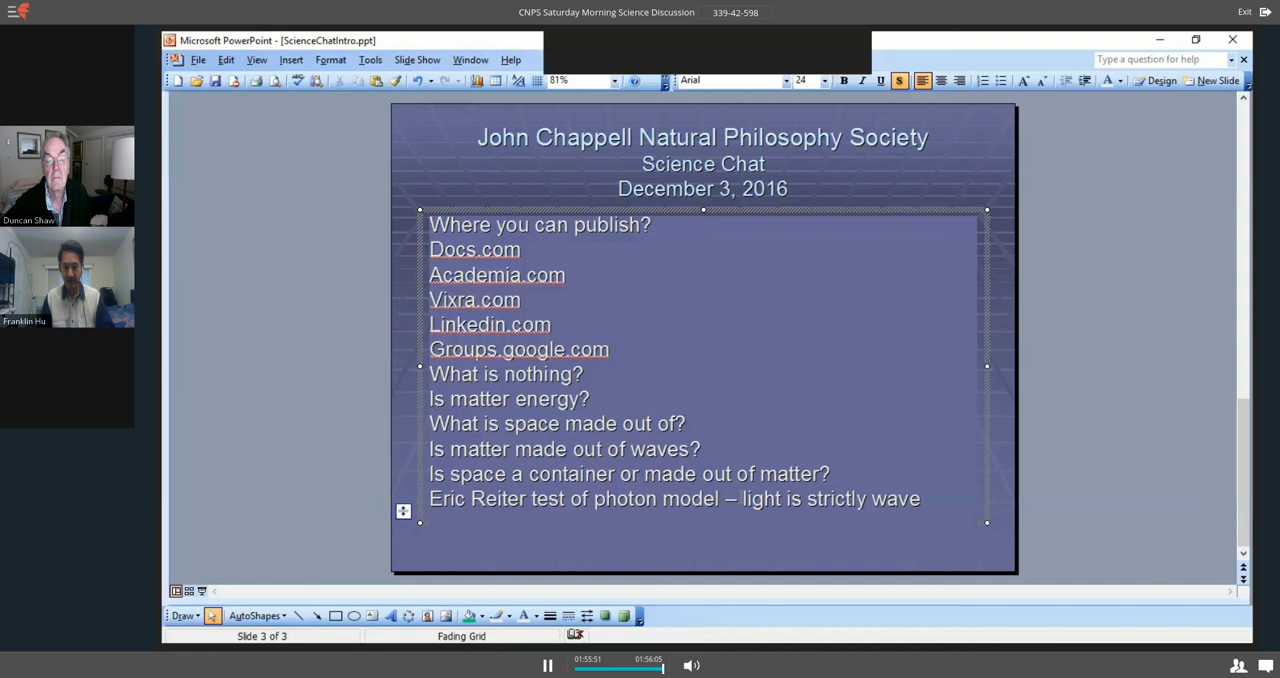 CNPS Saturday Morning Science Discussion
339-42-598
Exit
Microsoft PowerPoint - [ScienceChatIntro.ppt]
File Edit View Insert Format Tools Slide Show Window Help
Type a question for help
81%
Arial
24
B I U S
Design
New Slide
John Chappell Natural Philosophy Society
Science Chat
December 3, 2016
Where you can publish?
Docs.com
Academia.com
Vixra.com
Linkedin.com
Groups.google.com
What is nothing?
Is matter energy?
What is space made out of?
Is matter made out of waves?
Is space a container or made out of matter?
Eric Reiter test of photon model – light is strictly wave
Duncan Shaw
Franklin Hu
Draw
AutoShapes
Slide 3 of 3
Fading Grid
01:55:51
01:56:05